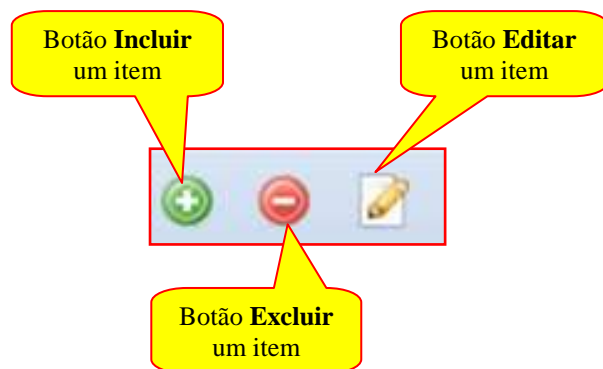 Botão Incluir
um item
Botão Editar
um item
Botão Excluir
um item